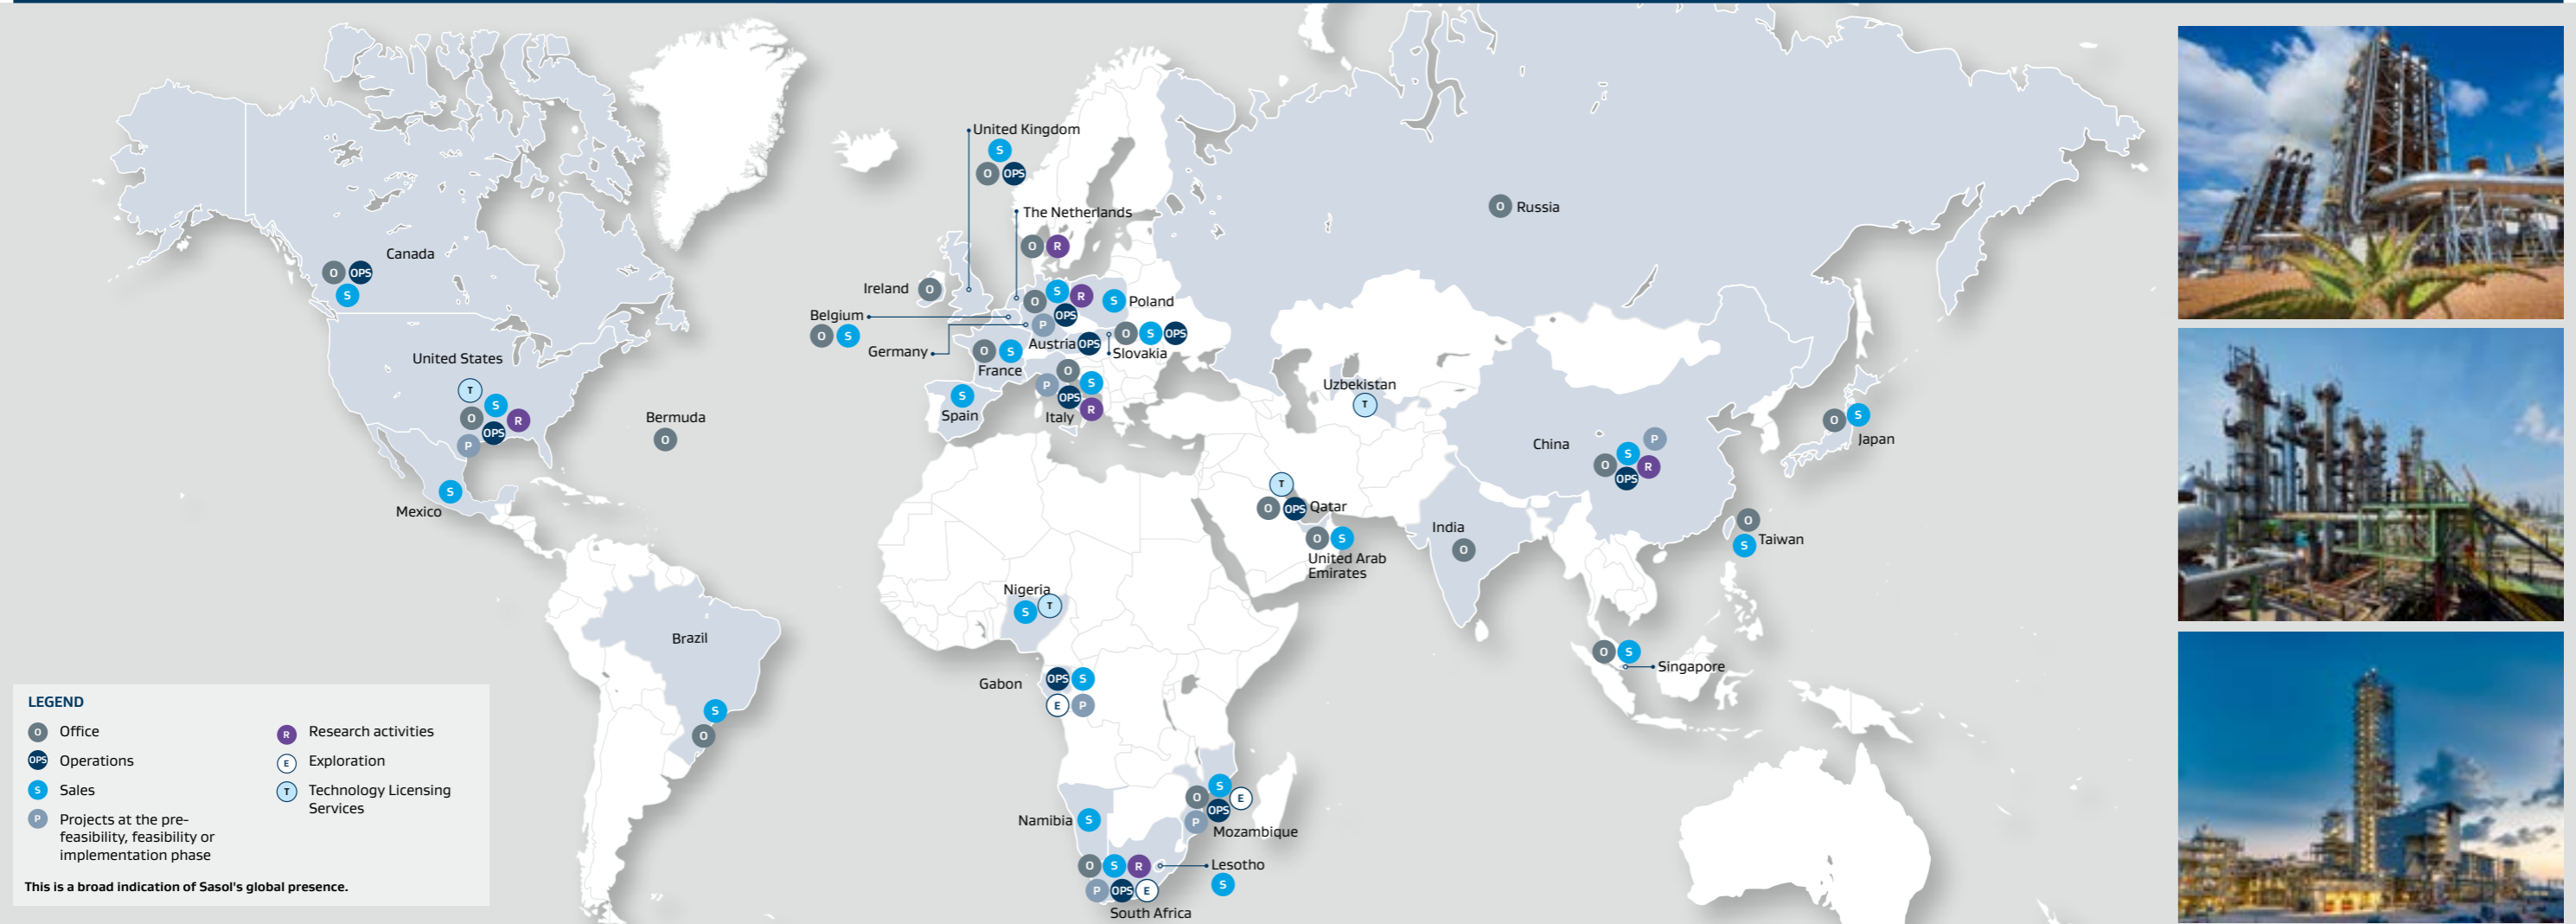 United Kingdom
S
O OPS
The Netherlands
O R
O Russia
Canada
O OPS
S
Ireland O
O S R
OPS
P
S Poland
Belgium
O S
Germany
Austria OPS
O S OPS
Slovakia
United States
T
S
O R
OPS
P
O S
France
O
P S
OPS
R
Italy
S
Spain
Bermuda
O
Uzbekistan
T
China
P
S
O R
OPS
S
O
Japan
S
Mexico
T
O OPS Qatar
O S
United Arab
Emirates
India
O
O
S Taiwan
Nigeria
S T
Brazil
S
O
Gabon OPS S
E P
O S
Singapore
S
O E
OPS
P
Mozambique
Namibia S
O S R
P OPS E
South Africa
Lesotho
S
LEGEND
O Office
OPS Operations
S Sales
P Projects at the pre-
feasibility, feasibility or
implementation phase
R Research activities
E Exploration
T Technology Licensing
Services
This is a broad indication of Sasol's global presence.